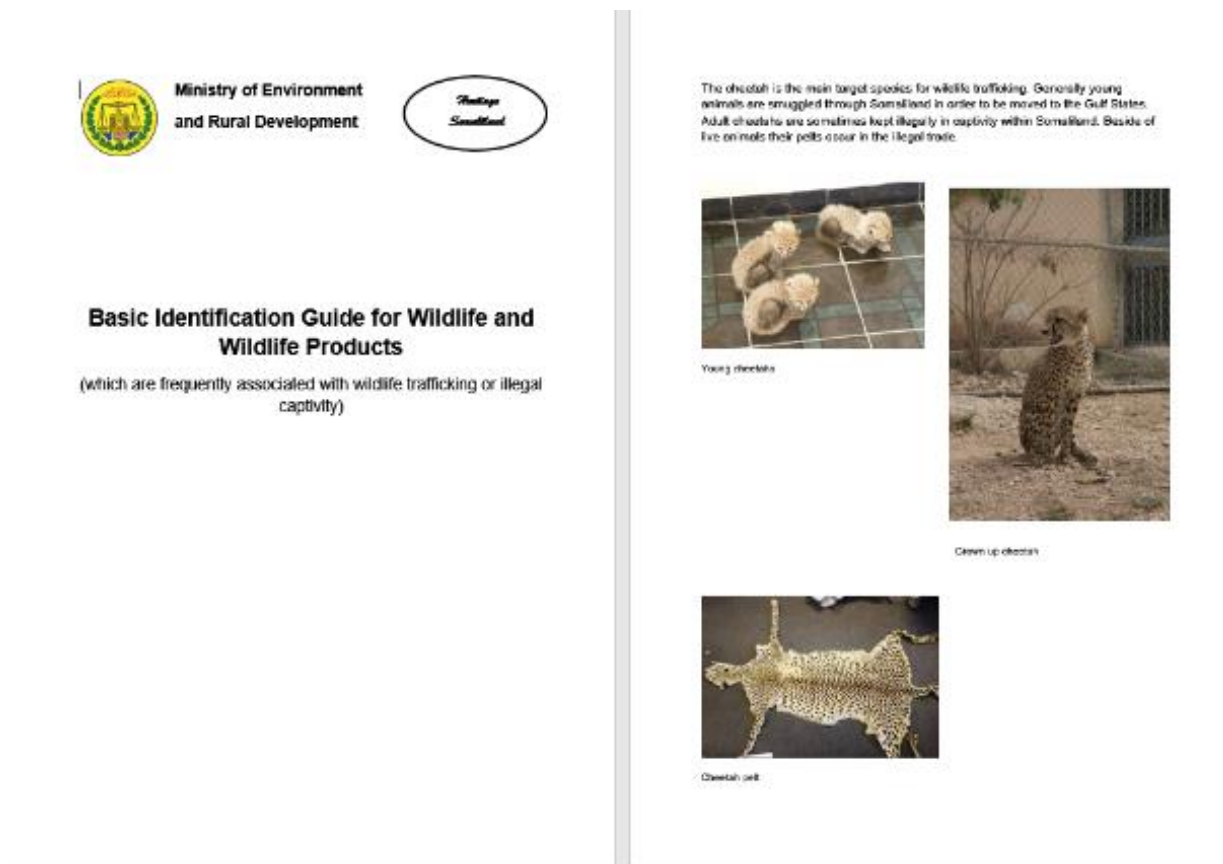 Ministry of Environment
and Rural Development
Heritage
Somaliland
Basic Identification Guide for Wildlife and
Wildlife Products
(which are frequently associated with wildlife trafficking or illegal
captivity)
The cheetah is the main target species for wildlife trafficking. Generally young
animals are smuggled through Somaliland in order to be moved to the Gulf States.
Adult cheetahs are sometimes kept illegally in captivity within Somaliland. Beside of
live animals their pelts occur in the illegal trade.
Young cheetahs
Grown up cheetah
Cheetah pelt